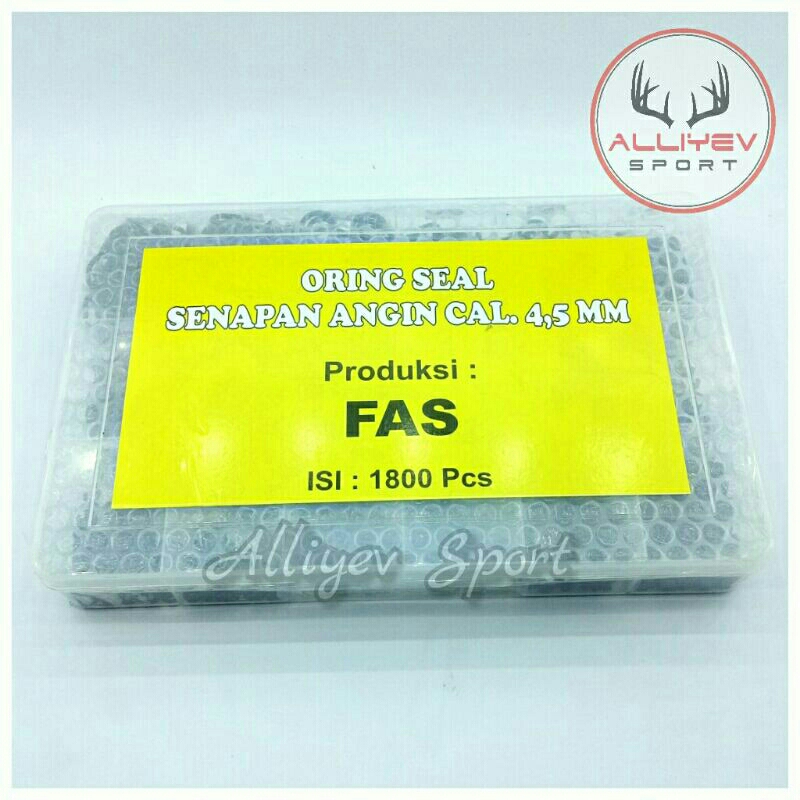 ALLIYEV
SPORT
ORING SEAL
SENAPAN ANGIN CAL. 4,5 MM
Produksi :
FAS
ISI : 1800 Pcs
Alliyev Sport